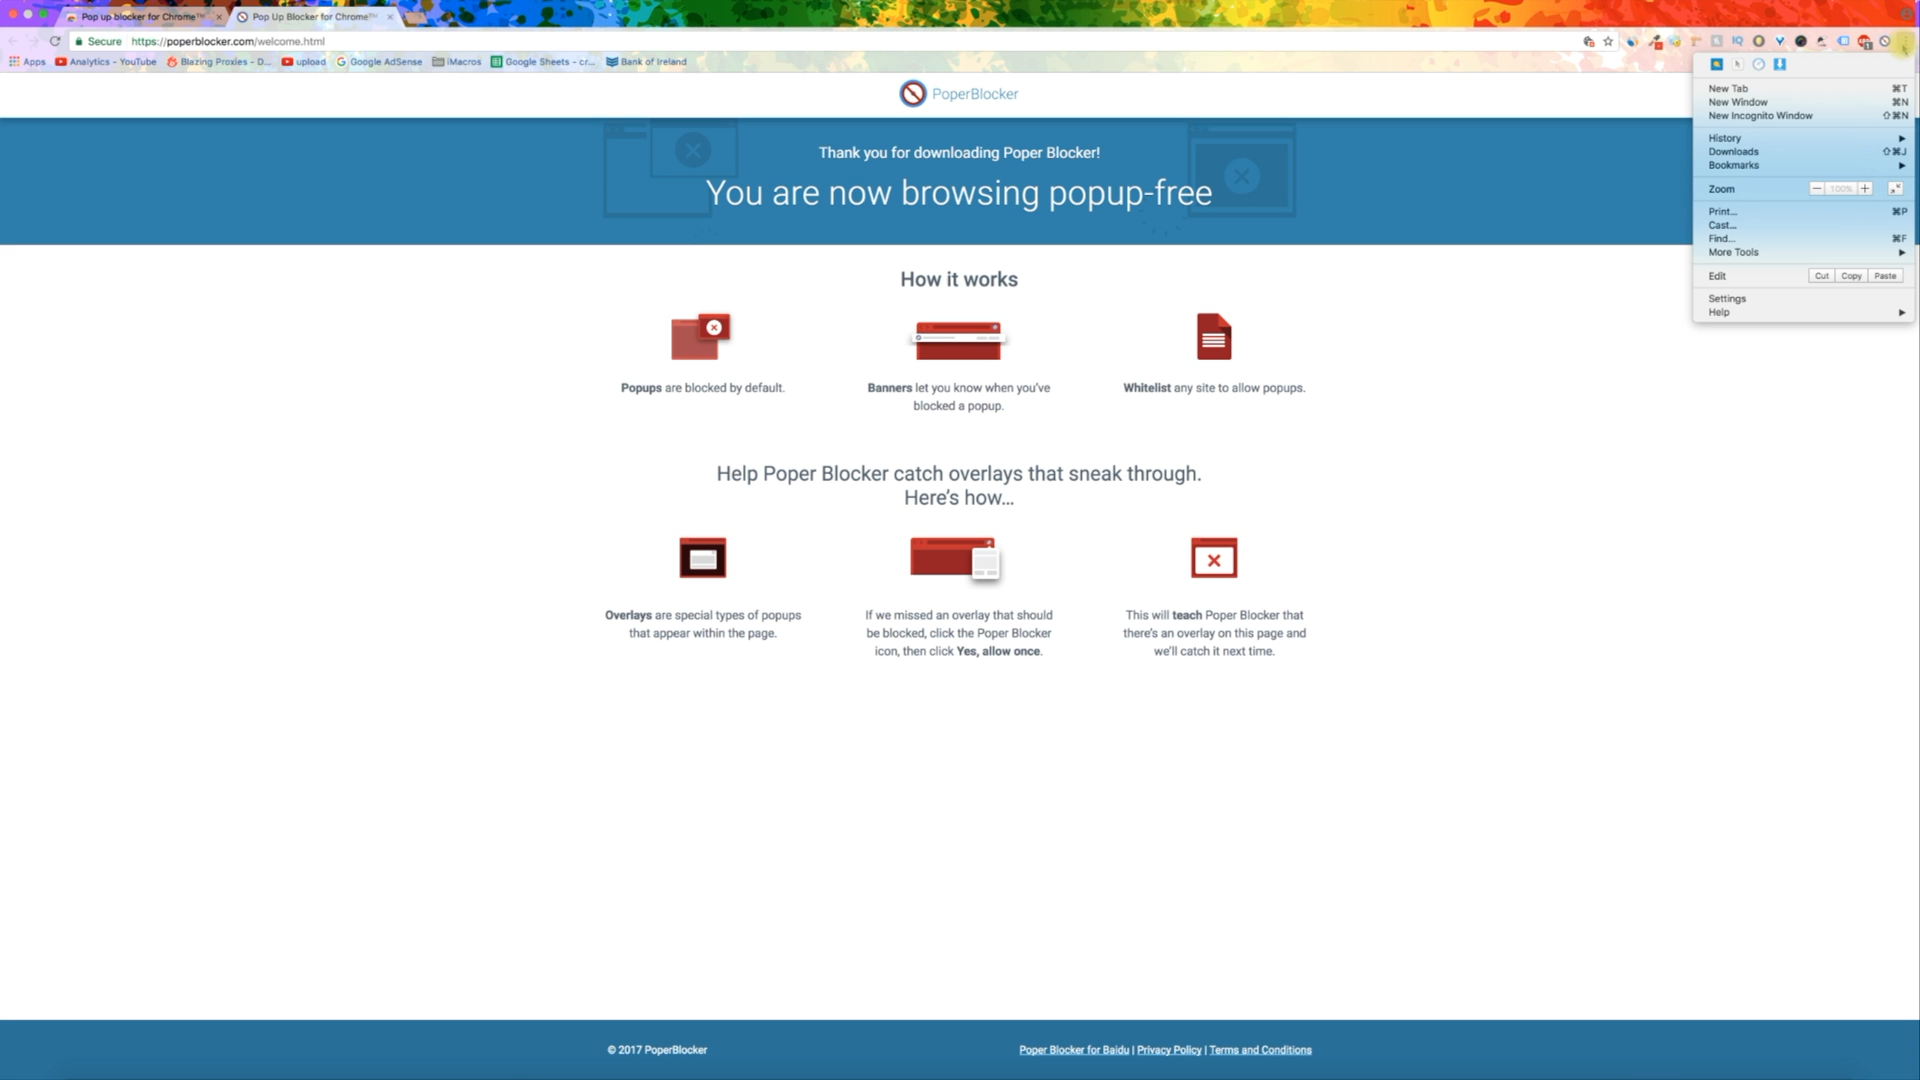 Pop up blocker for Chrome™
Pop Up Blocker for Chrome™
Secure https://poperblocker.com/welcome.html
Apps Analytics - YouTube Blazing Proxies - D... upload Google AdSense iMacros Google Sheets - cr... Bank of Ireland
PoperBlocker
Thank you for downloading Poper Blocker!
You are now browsing popup-free
New Tab ⌘T
New Window ⌘N
New Incognito Window ⇧⌘N
History
Downloads ⇧⌘J
Bookmarks
Zoom 100%
Print... ⌘P
Cast...
Find... ⌘F
More Tools
Edit Cut Copy Paste
Settings
Help
How it works
Popups are blocked by default.
Banners let you know when you've
blocked a popup.
Whitelist any site to allow popups.
Help Poper Blocker catch overlays that sneak through.
Here's how...
Overlays are special types of popups
that appear within the page.
If we missed an overlay that should
be blocked, click the Poper Blocker
icon, then click Yes, allow once.
This will teach Poper Blocker that
there's an overlay on this page and
we'll catch it next time.
© 2017 PoperBlocker
Poper Blocker for Baidu | Privacy Policy | Terms and Conditions